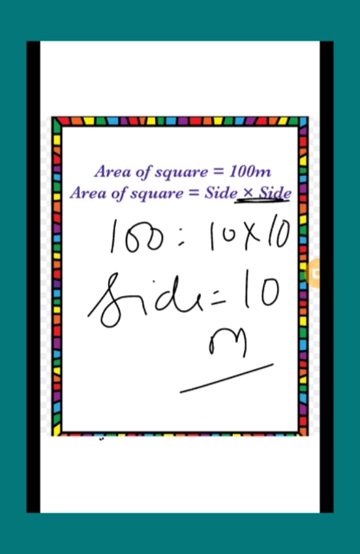 Area of square = 100m
Area of square = Side × Side
100 = 10×10
Side = 10
m